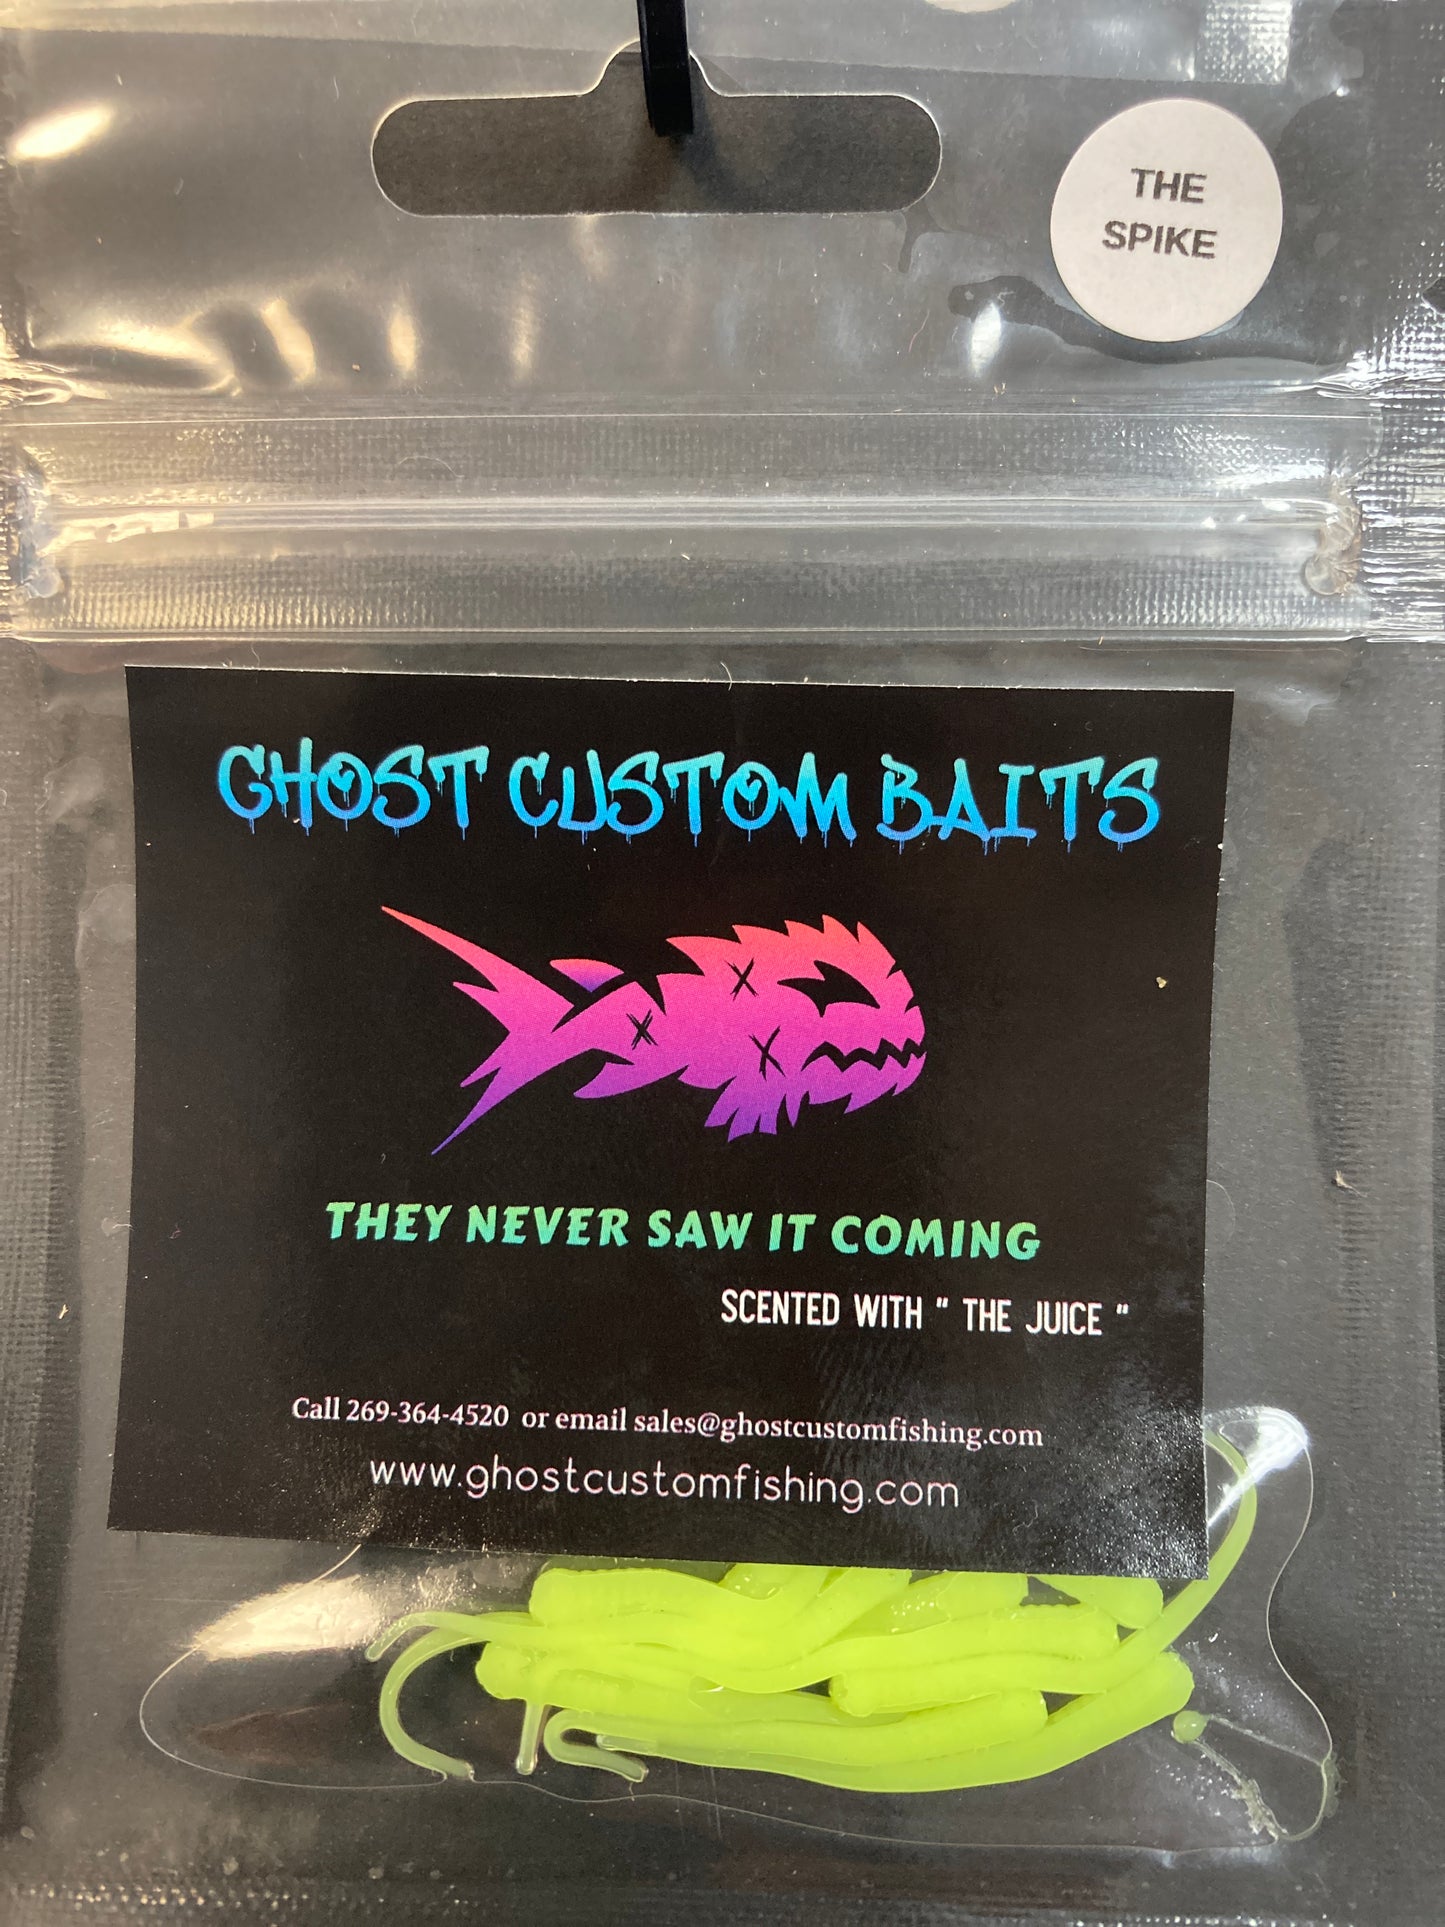 THE
SPIKE
GHOST CUSTOM BAITS
THEY NEVER SAW IT COMING
SCENTED WITH " THE JUICE "
Call 269-364-4520 or email sales@ghostcustomfishing.com
www.ghostcustomfishing.com